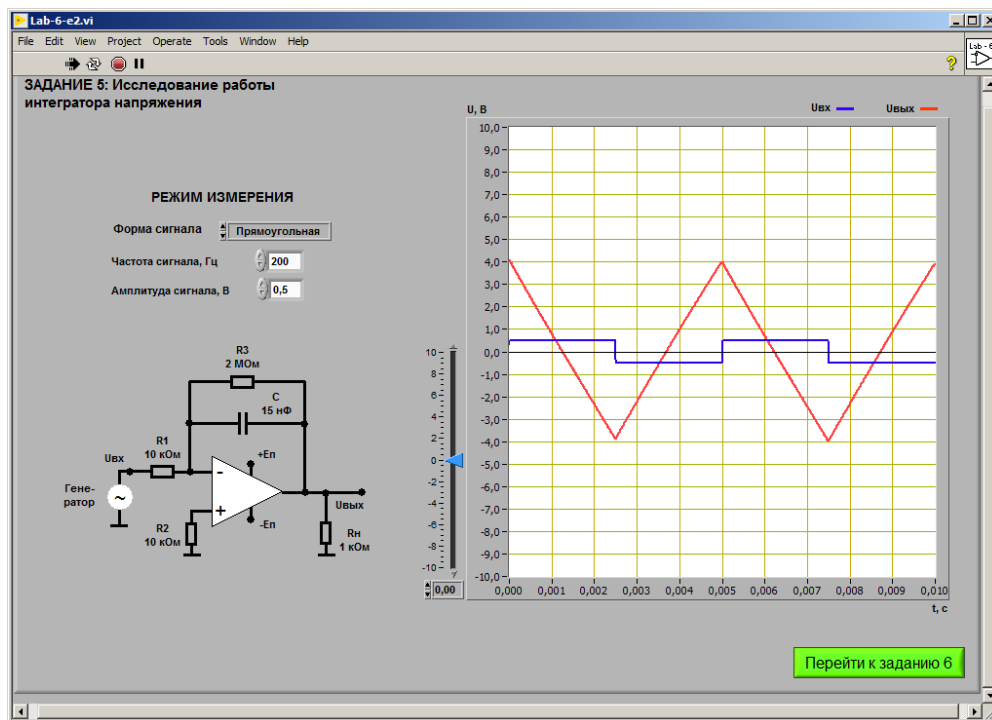 Lab-6-e2.vi
File Edit View Project Operate Tools Window Help
Lab - 6
ЗАДАНИЕ 5: Исследование работы
интегратора напряжения
РЕЖИМ ИЗМЕРЕНИЯ
Форма сигнала Прямоугольная
Частота сигнала, Гц 200
Амплитуда сигнала, В 0,5
R3
2 МОм
C
15 нФ
R1
10 кОм
Uвх
+Eп
-
Гене-
ратор
~
+
Uвых
-Eп
R2
10 кОм
Rн
1 кОм
10
8
6
4
2
0
-2
-4
-6
-8
-10
0,00
U, В
Uвх Uвых
10,0
9,0
8,0
7,0
6,0
5,0
4,0
3,0
2,0
1,0
0,0
-1,0
-2,0
-3,0
-4,0
-5,0
-6,0
-7,0
-8,0
-9,0
-10,0
0,000 0,001 0,002 0,003 0,004 0,005 0,006 0,007 0,008 0,009 0,010
t, с
Перейти к заданию 6